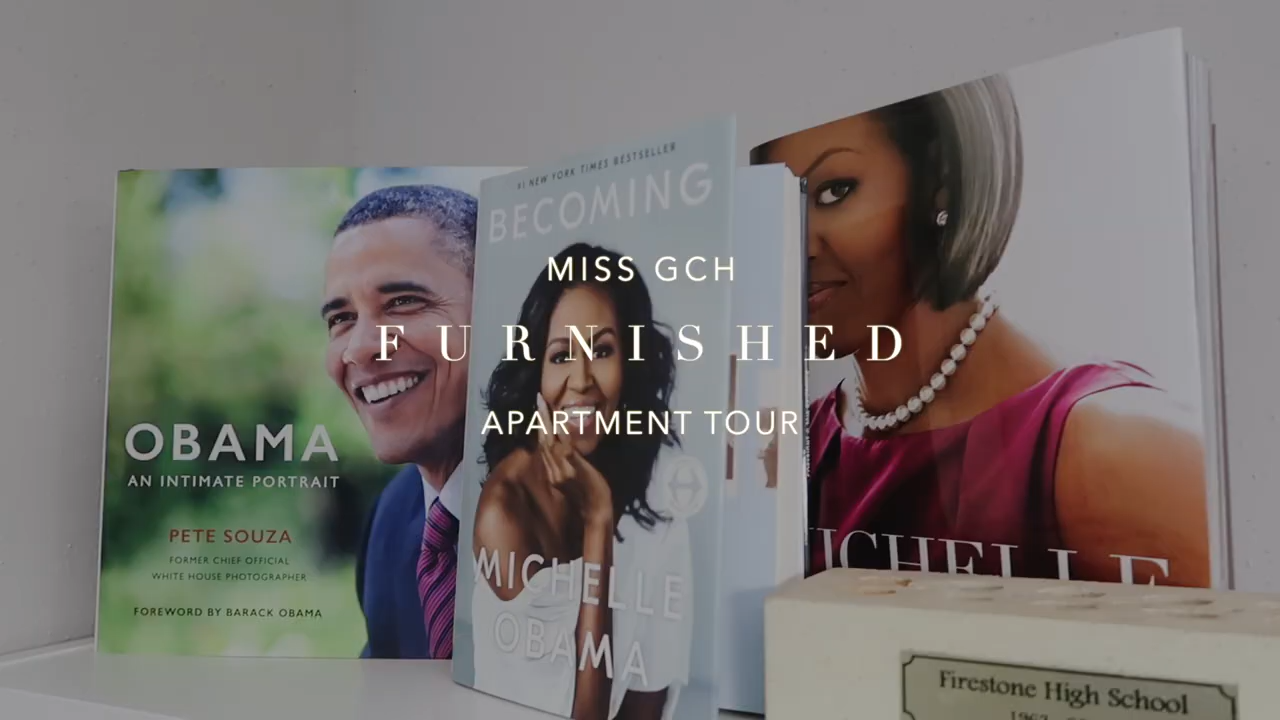 MISS GCH
FURNISHED
APARTMENT TOUR
OBAMA
AN INTIMATE PORTRAIT
PETE SOUZA
FORMER CHIEF OFFICIAL
WHITE HOUSE PHOTOGRAPHER
FOREWORD BY BARACK OBAMA
#1 NEW YORK TIMES BESTSELLER
BECOMING
MICHELLE
OBAMA
MICHELLE
Firestone High School